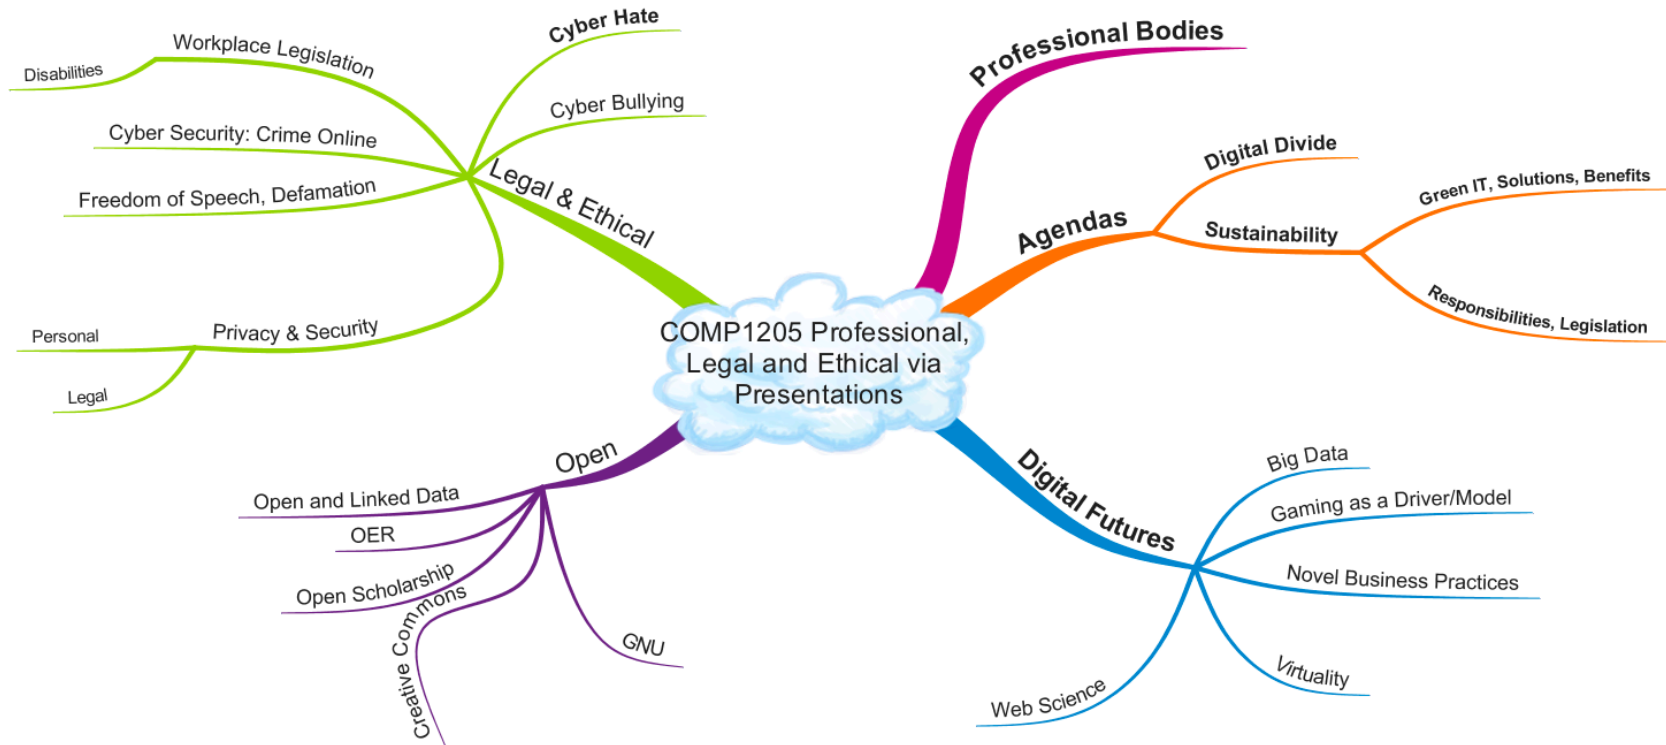 COMP1205 Professional,
Legal and Ethical via
Presentations
Professional Bodies
Agendas
Digital Divide
Sustainability
Green IT, Solutions, Benefits
Responsibilities, Legislation
Digital Futures
Big Data
Gaming as a Driver/Model
Novel Business Practices
Virtuality
Web Science
Open
Open and Linked Data
OER
Open Scholarship
Creative Commons
GNU
Legal & Ethical
Cyber Hate
Cyber Bullying
Workplace Legislation
Disabilities
Cyber Security: Crime Online
Freedom of Speech, Defamation
Privacy & Security
Personal
Legal